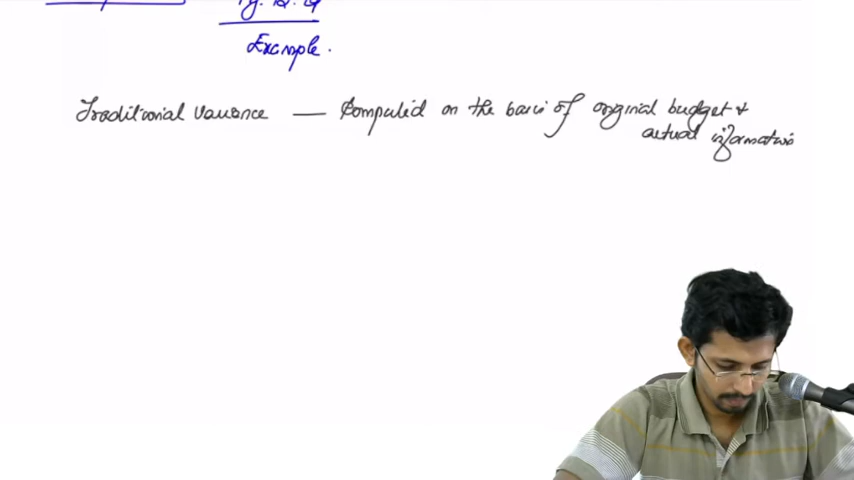 Example.
Traditional Variance — Computed on the basis of original budget &
actual information